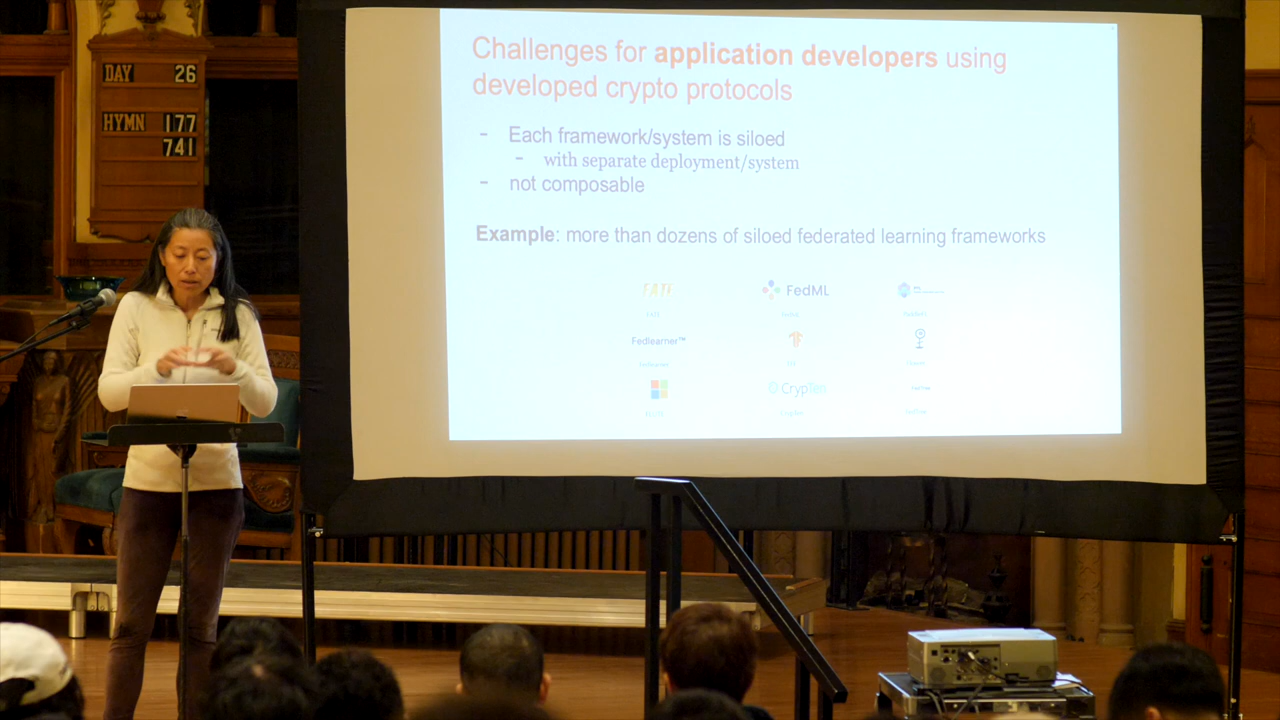 DAY 26
HYMN 177
741
Challenges for application developers using
developed crypto protocols
- Each framework/system is siloed
- with separate deployment/system
- not composable
Example: more than dozens of siloed federated learning frameworks
FATE
FedML
Fedlearner™
CrypTen